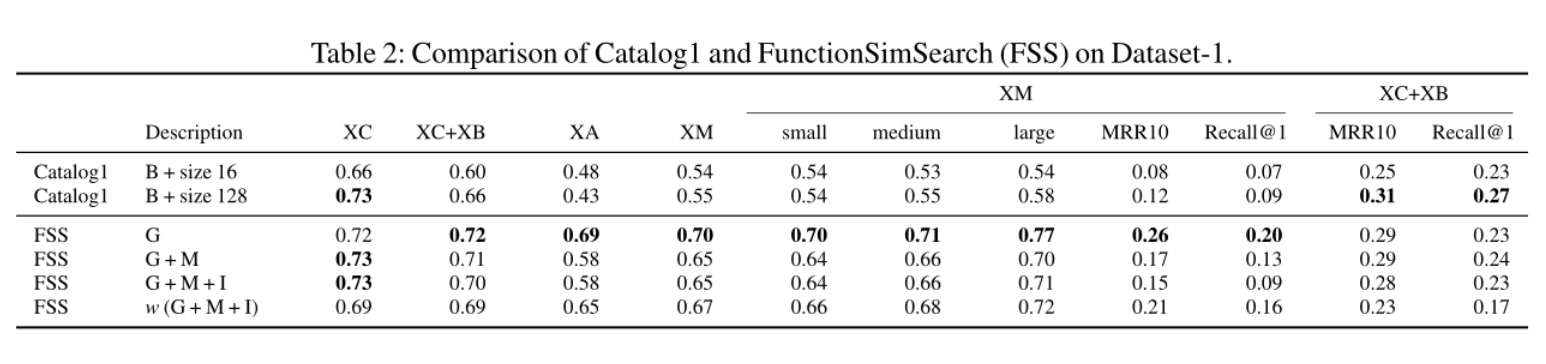 Table 2: Comparison of Catalog1 and FunctionSimSearch (FSS) on Dataset-1.
XM XC+XB
Description XC XC+XB XA XM small medium large MRR10 Recall@1 MRR10 Recall@1
Catalog1 B + size 16 0.66 0.60 0.48 0.54 0.54 0.53 0.54 0.08 0.07 0.25 0.23
Catalog1 B + size 128 0.73 0.66 0.43 0.55 0.54 0.55 0.58 0.12 0.09 0.31 0.27
FSS G 0.72 0.72 0.69 0.70 0.70 0.71 0.77 0.26 0.20 0.29 0.23
FSS G + M 0.73 0.71 0.58 0.65 0.64 0.66 0.70 0.17 0.13 0.29 0.24
FSS G + M + I 0.73 0.70 0.58 0.65 0.64 0.66 0.71 0.15 0.09 0.28 0.23
FSS w (G + M + I) 0.69 0.69 0.65 0.67 0.66 0.68 0.72 0.21 0.16 0.23 0.17